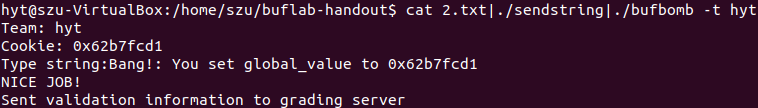 hyt@szu-VirtualBox:/home/szu/buflab-handout$ cat 2.txt|./sendstring|./bufbomb -t hyt
Team: hyt
Cookie: 0x62b7fcd1
Type string:Bang!: You set global_value to 0x62b7fcd1
NICE JOB!
Sent validation information to grading server